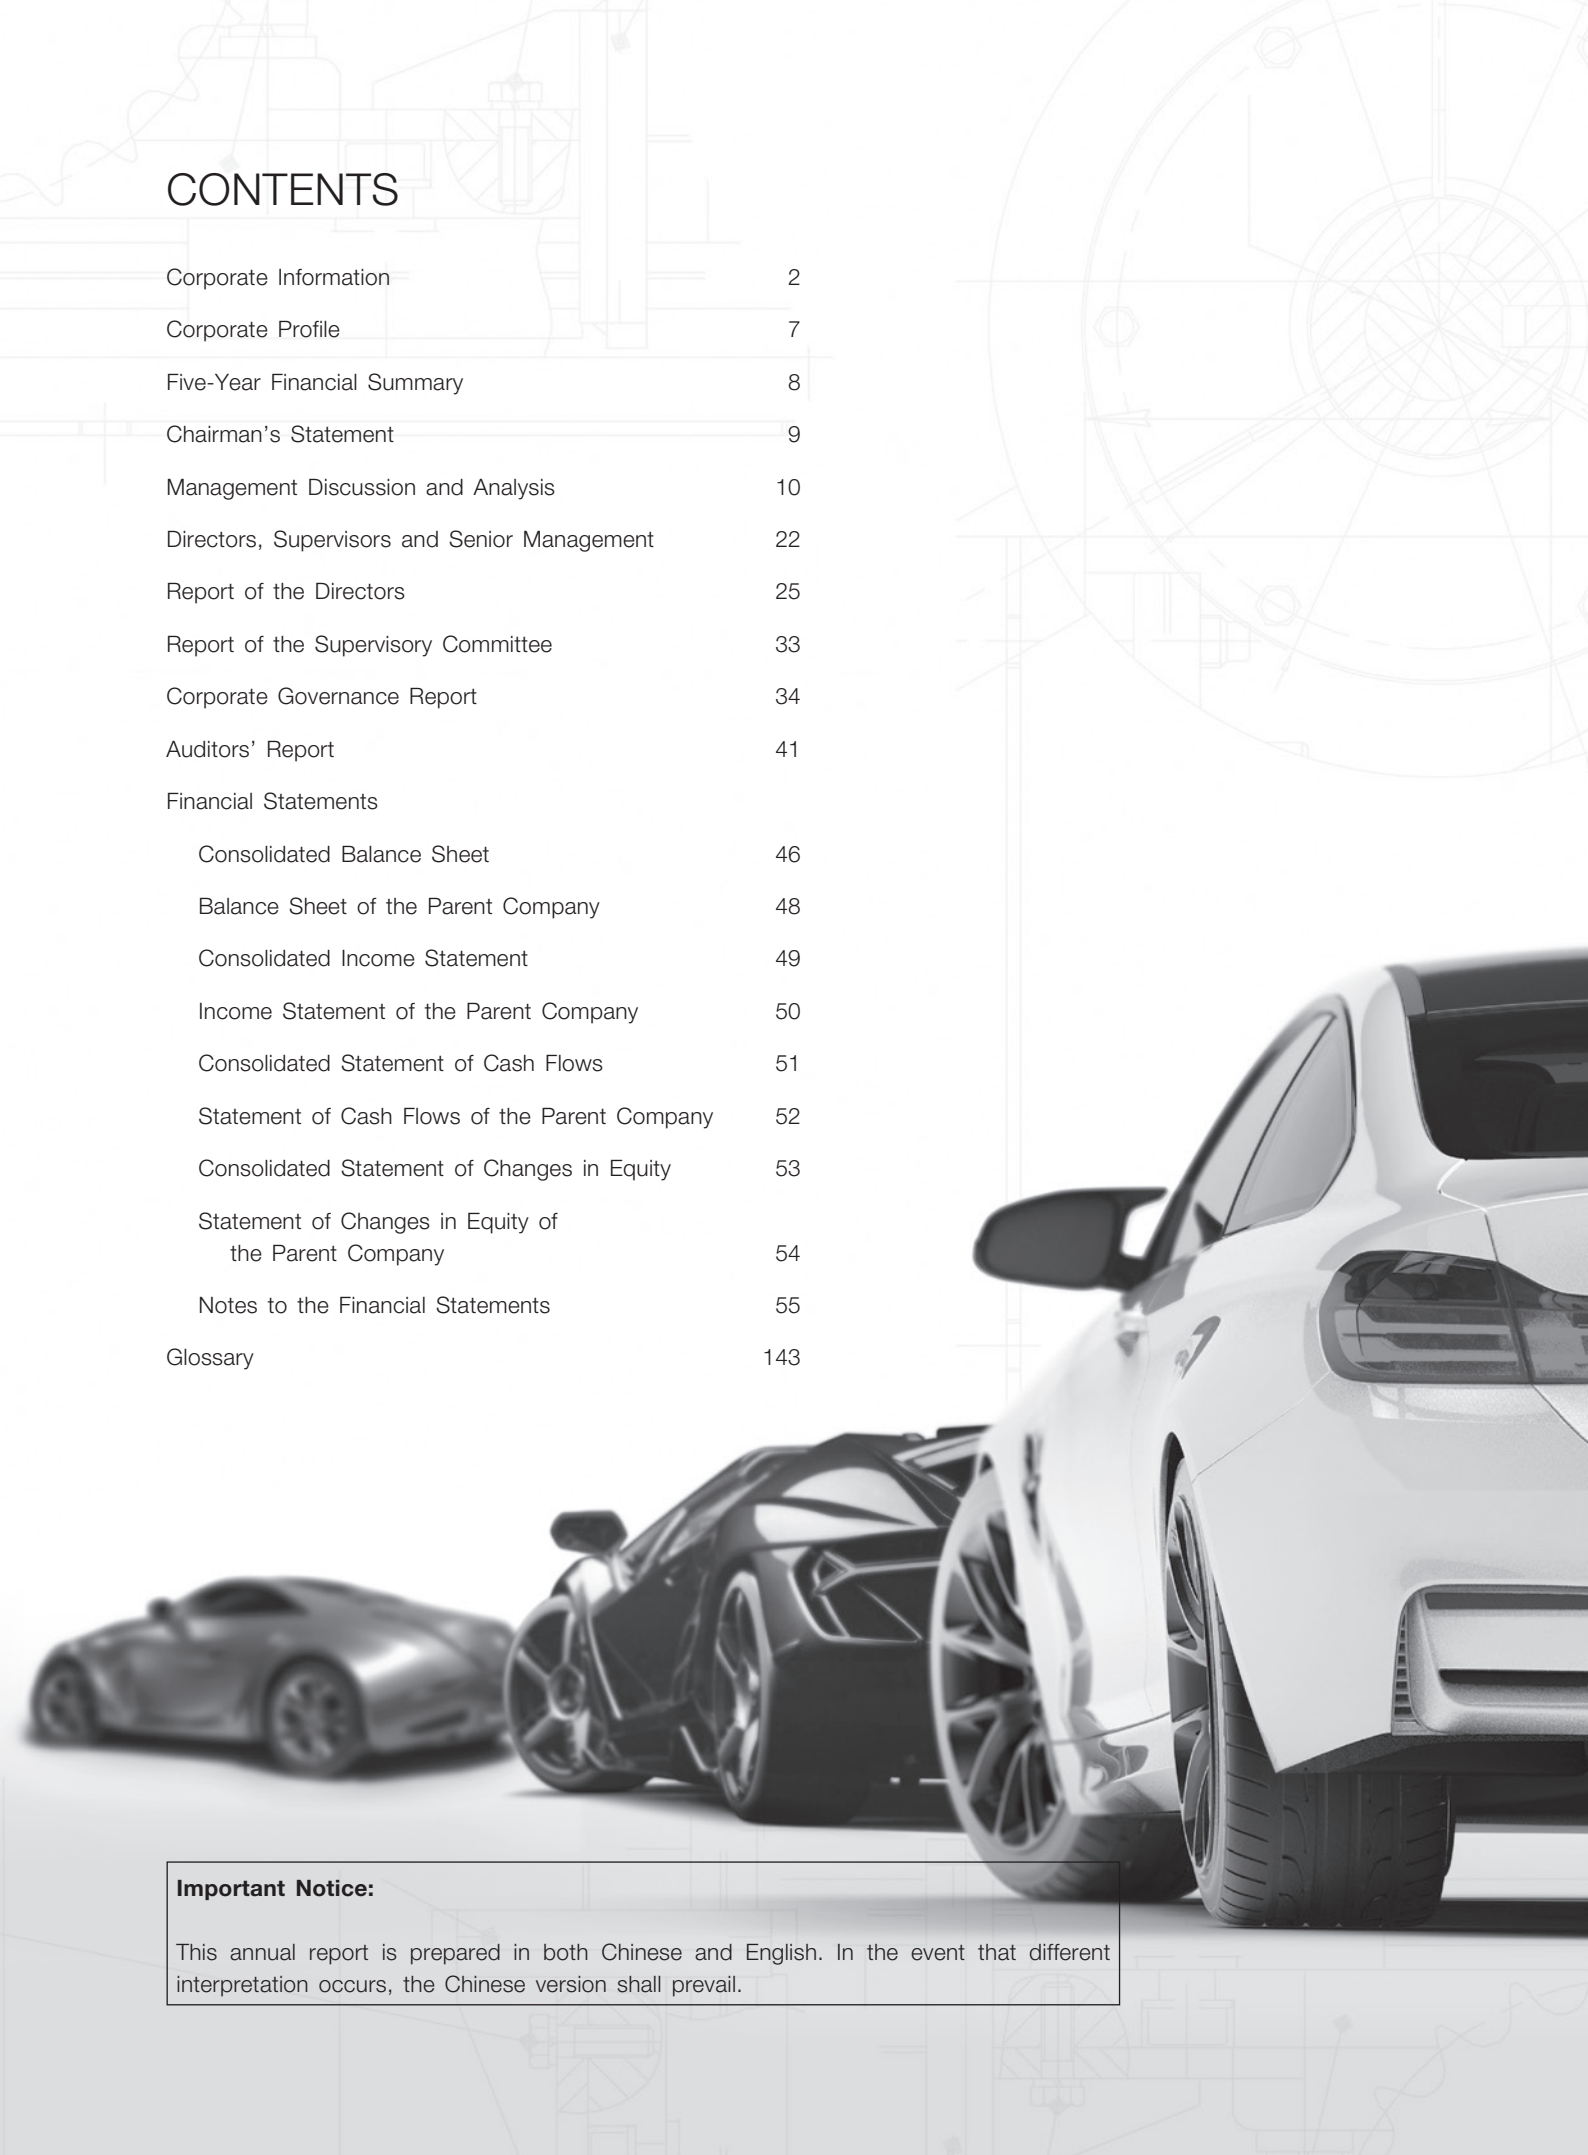 CONTENTS
Corporate Information 2
Corporate Profile 7
Five-Year Financial Summary 8
Chairman’s Statement 9
Management Discussion and Analysis 10
Directors, Supervisors and Senior Management 22
Report of the Directors 25
Report of the Supervisory Committee 33
Corporate Governance Report 34
Auditors’ Report 41
Financial Statements
Consolidated Balance Sheet 46
Balance Sheet of the Parent Company 48
Consolidated Income Statement 49
Income Statement of the Parent Company 50
Consolidated Statement of Cash Flows 51
Statement of Cash Flows of the Parent Company 52
Consolidated Statement of Changes in Equity 53
Statement of Changes in Equity of
the Parent Company 54
Notes to the Financial Statements 55
Glossary 143
Important Notice:
This annual report is prepared in both Chinese and English. In the event that different
interpretation occurs, the Chinese version shall prevail.